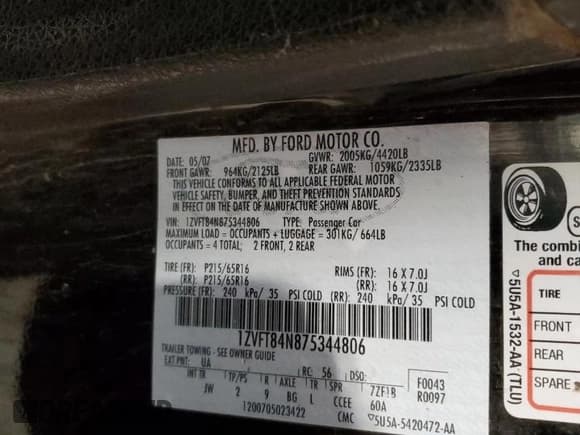 MFD. BY FORD MOTOR CO.
DATE: 05/07 GVWR: 2005KG/4420LB
FRONT GAWR: 964KG/2125LB REAR GAWR: 1059KG/2335LB
THIS VEHICLE CONFORMS TO ALL APPLICABLE FEDERAL MOTOR
VEHICLE SAFETY, BUMPER, AND THEFT PREVENTION STANDARDS
IN EFFECT ON THE DATE OF MANUFACTURE SHOWN ABOVE.
VIN: 1ZVFT84N875344806 TYPE: Passenger Car
MAXIMUM LOAD = OCCUPANTS + LUGGAGE = 301KG/ 664LB
OCCUPANTS = 4 TOTAL; 2 FRONT, 2 REAR
TIRE (FR): P215/65R16 RIMS (FR): 16 X 7.0J
(RR): P215/65R16 (RR): 16 X 7.0J
PRESSURE (FR): 240 kPa/ 35 PSI COLD (RR): 240 kPa/ 35 PSI COLD
1ZVFT84N875344806
TRAILER TOWING - SEE OWNER GUIDE
EXT PNT: UA RC: 56 DSO: F0043
INT TR TP/PS R AXLE TR SPR 7ZF1B R0097
JW 2 9 BG L CCEE 60A
1200705023422 CMC 5U5A-5420472-AA
5U5A-1532-AA (TLU)
The combi
and ca
TIRE
FRONT
REAR
SPARE